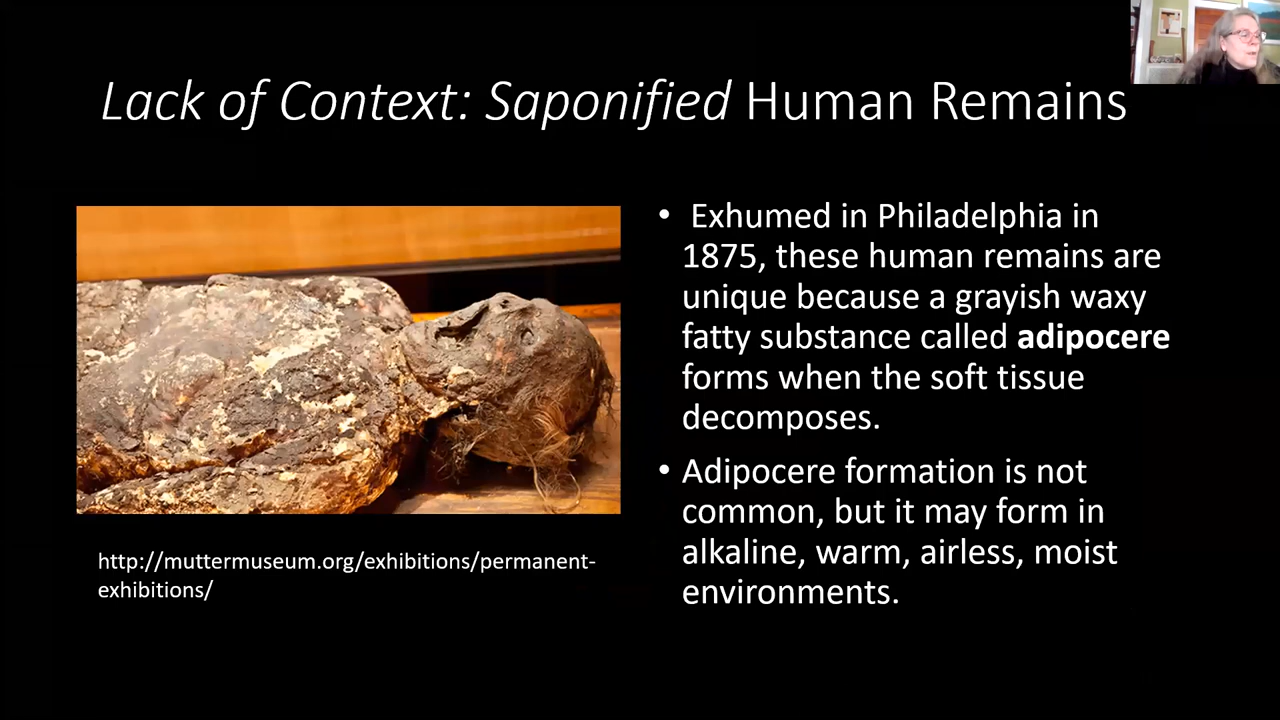 Lack of Context: Saponified Human Remains
• Exhumed in Philadelphia in
1875, these human remains are
unique because a grayish waxy
fatty substance called adipocere
forms when the soft tissue
decomposes.
• Adipocere formation is not
common, but it may form in
alkaline, warm, airless, moist
environments.
http://muttermuseum.org/exhibitions/permanent-
exhibitions/